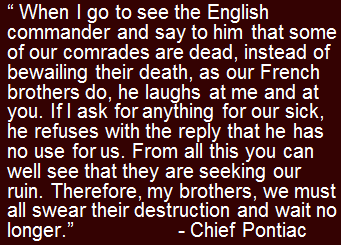 “ When I go to see the English
commander and say to him that some
of our comrades are dead, instead of
bewailing their death, as our French
brothers do, he laughs at me and at
you. If I ask for anything for our sick,
he refuses with the reply that he has
no use for us. From all this you can
well see that they are seeking our
ruin. Therefore, my brothers, we must
all swear their destruction and wait no
longer.” - Chief Pontiac